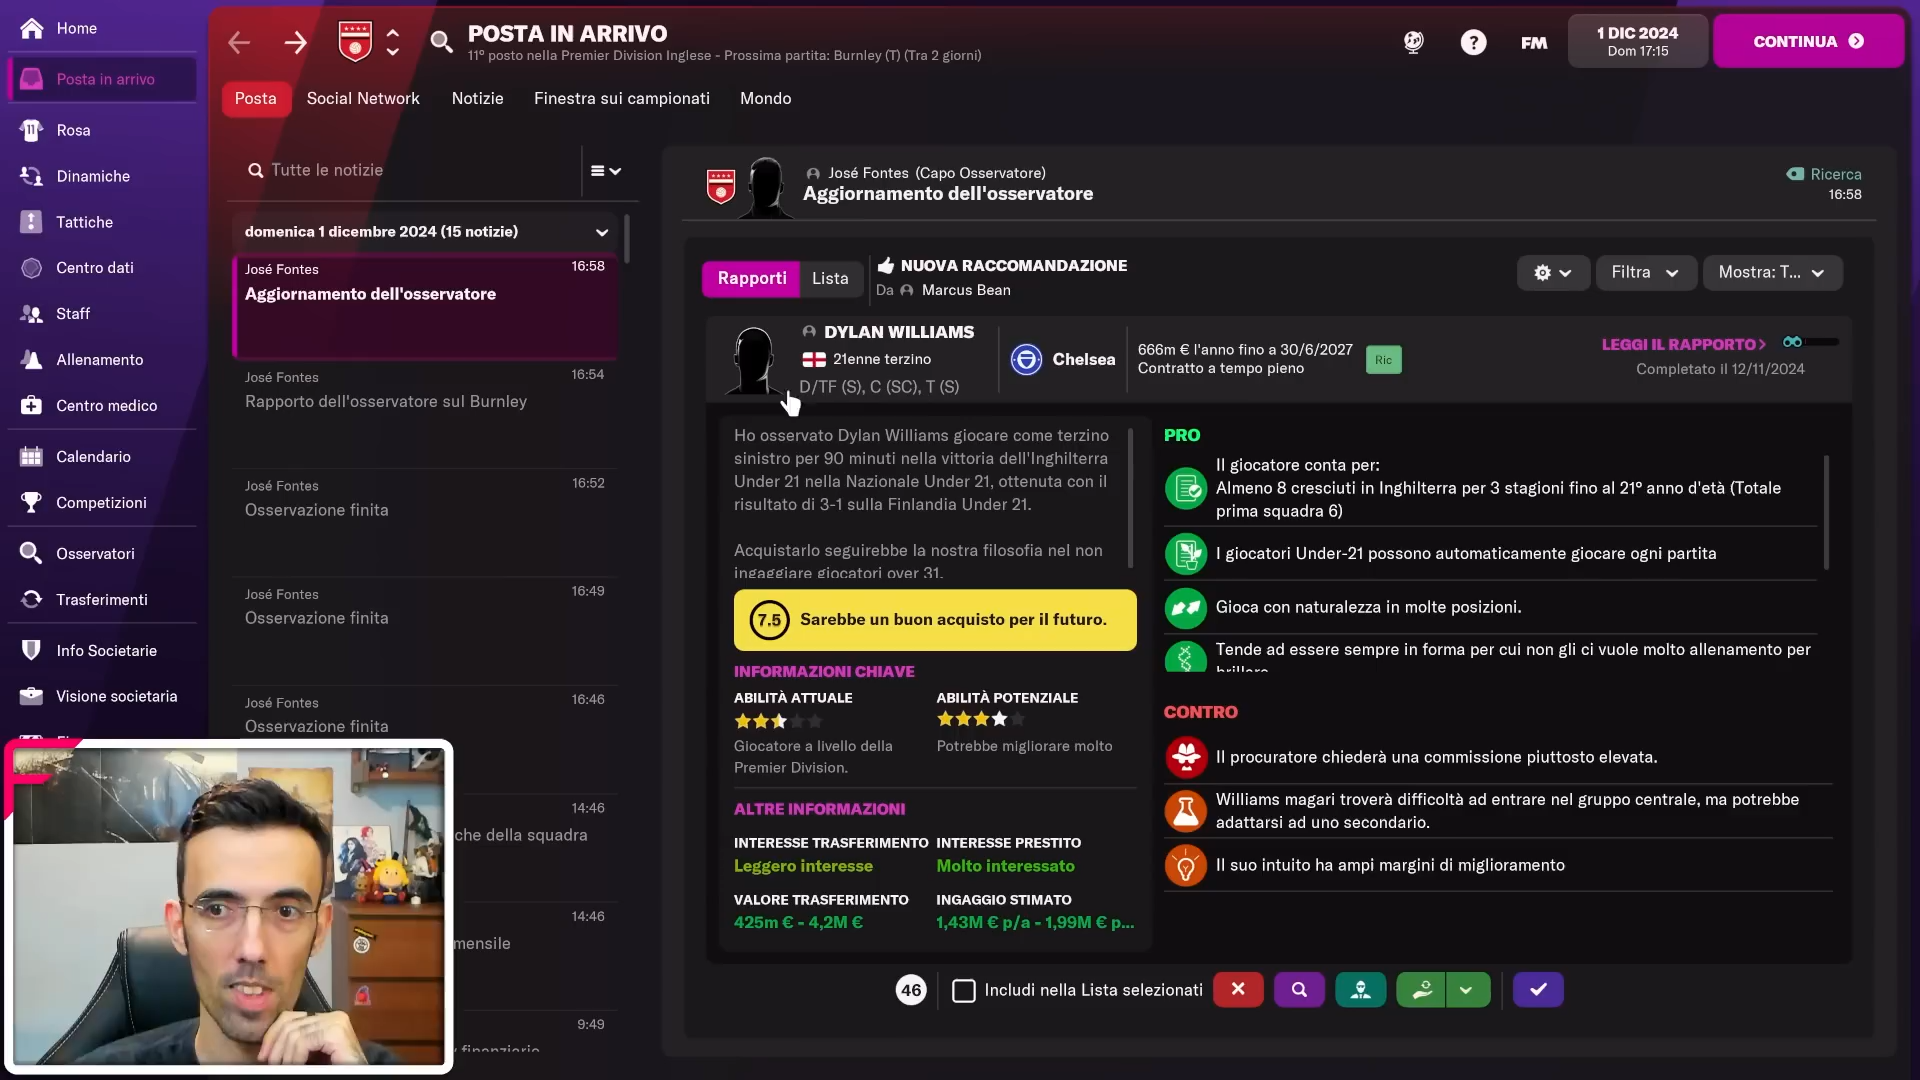 Home
Posta in arrivo
Rosa
Dinamiche
Tattiche
Centro dati
Staff
Allenamento
Centro medico
Calendario
Competizioni
Osservatori
Trasferimenti
Info Societarie
Visione societaria
POSTA IN ARRIVO
11° posto nella Premier Division Inglese - Prossima partita: Burnley (T) (Tra 2 giorni)
?
FM
1 DIC 2024
Dom 17:15
CONTINUA
Posta
Social Network
Notizie
Finestra sui campionati
Mondo
Tutte le notizie
domenica 1 dicembre 2024 (15 notizie)
José Fontes
16:58
Aggiornamento dell'osservatore
José Fontes
16:54
Rapporto dell'osservatore sul Burnley
José Fontes
16:52
Osservazione finita
José Fontes
16:49
Osservazione finita
José Fontes
16:46
Osservazione finita
14:46
che della squadra
14:46
mensile
9:49
finanziario
José Fontes (Capo Osservatore)
Aggiornamento dell'osservatore
Ricerca
16:58
Rapporti
Lista
NUOVA RACCOMANDAZIONE
Da Marcus Bean
Filtra
Mostra: T...
DYLAN WILLIAMS
21enne terzino
D/TF (S), C (SC), T (S)
Chelsea
666m € l'anno fino a 30/6/2027
Contratto a tempo pieno
Ric
LEGGI IL RAPPORTO >
Completato il 12/11/2024
Ho osservato Dylan Williams giocare come terzino
sinistro per 90 minuti nella vittoria dell'Inghilterra
Under 21 nella Nazionale Under 21, ottenuta con il
risultato di 3-1 sulla Finlandia Under 21.
Acquistarlo seguirebbe la nostra filosofia nel non
ingaggiare giocatori over 31.
7.5
Sarebbe un buon acquisto per il futuro.
INFORMAZIONI CHIAVE
ABILITÀ ATTUALE
Giocatore a livello della
Premier Division.
ABILITÀ POTENZIALE
Potrebbe migliorare molto
ALTRE INFORMAZIONI
INTERESSE TRASFERIMENTO
Leggero interesse
INTERESSE PRESTITO
Molto interessato
VALORE TRASFERIMENTO
425m € - 4,2M €
INGAGGIO STIMATO
1,43M € p/a - 1,99M € p...
PRO
Il giocatore conta per:
Almeno 8 cresciuti in Inghilterra per 3 stagioni fino al 21° anno d'età (Totale
prima squadra 6)
I giocatori Under-21 possono automaticamente giocare ogni partita
Gioca con naturalezza in molte posizioni.
Tende ad essere sempre in forma per cui non gli ci vuole molto allenamento per
brillare
CONTRO
Il procuratore chiederà una commissione piuttosto elevata.
Williams magari troverà difficoltà ad entrare nel gruppo centrale, ma potrebbe
adattarsi ad uno secondario.
Il suo intuito ha ampi margini di miglioramento
46
Includi nella Lista selezionati